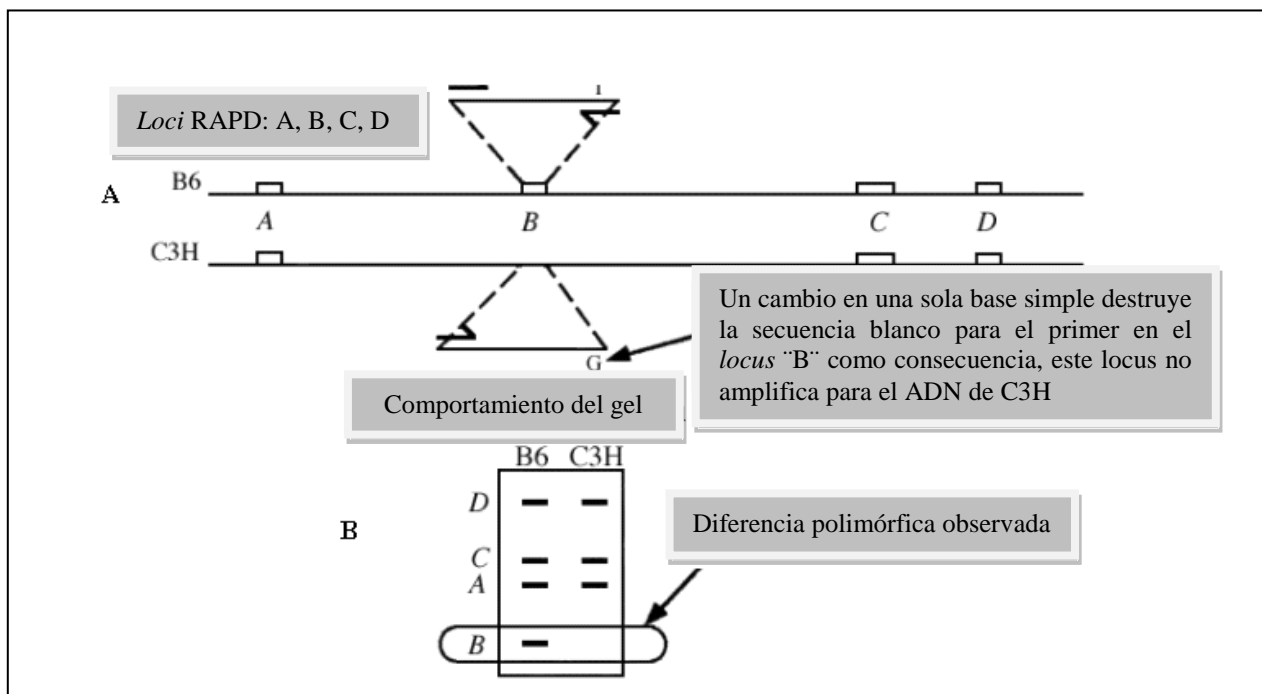 Loci RAPD: A, B, C, D
A
B6
A B C D
C3H
Un cambio en una sola base simple destruye
la secuencia blanco para el primer en el
locus ¨B¨ como consecuencia, este locus no
amplifica para el ADN de C3H
G
Comportamiento del gel
B6 C3H
D
B
Diferencia polimórfica observada
C
A
B